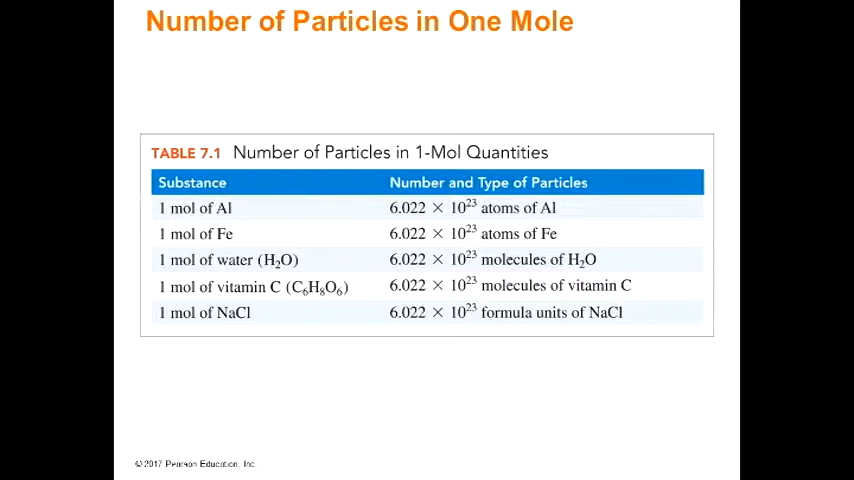 Number of Particles in One Mole
TABLE 7.1 Number of Particles in 1-Mol Quantities
Substance Number and Type of Particles
1 mol of Al 6.022 × 10²³ atoms of Al
1 mol of Fe 6.022 × 10²³ atoms of Fe
1 mol of water (H₂O) 6.022 × 10²³ molecules of H₂O
1 mol of vitamin C (C₆H₈O₆) 6.022 × 10²³ molecules of vitamin C
1 mol of NaCl 6.022 × 10²³ formula units of NaCl
© 2017 Pearson Education, Inc.